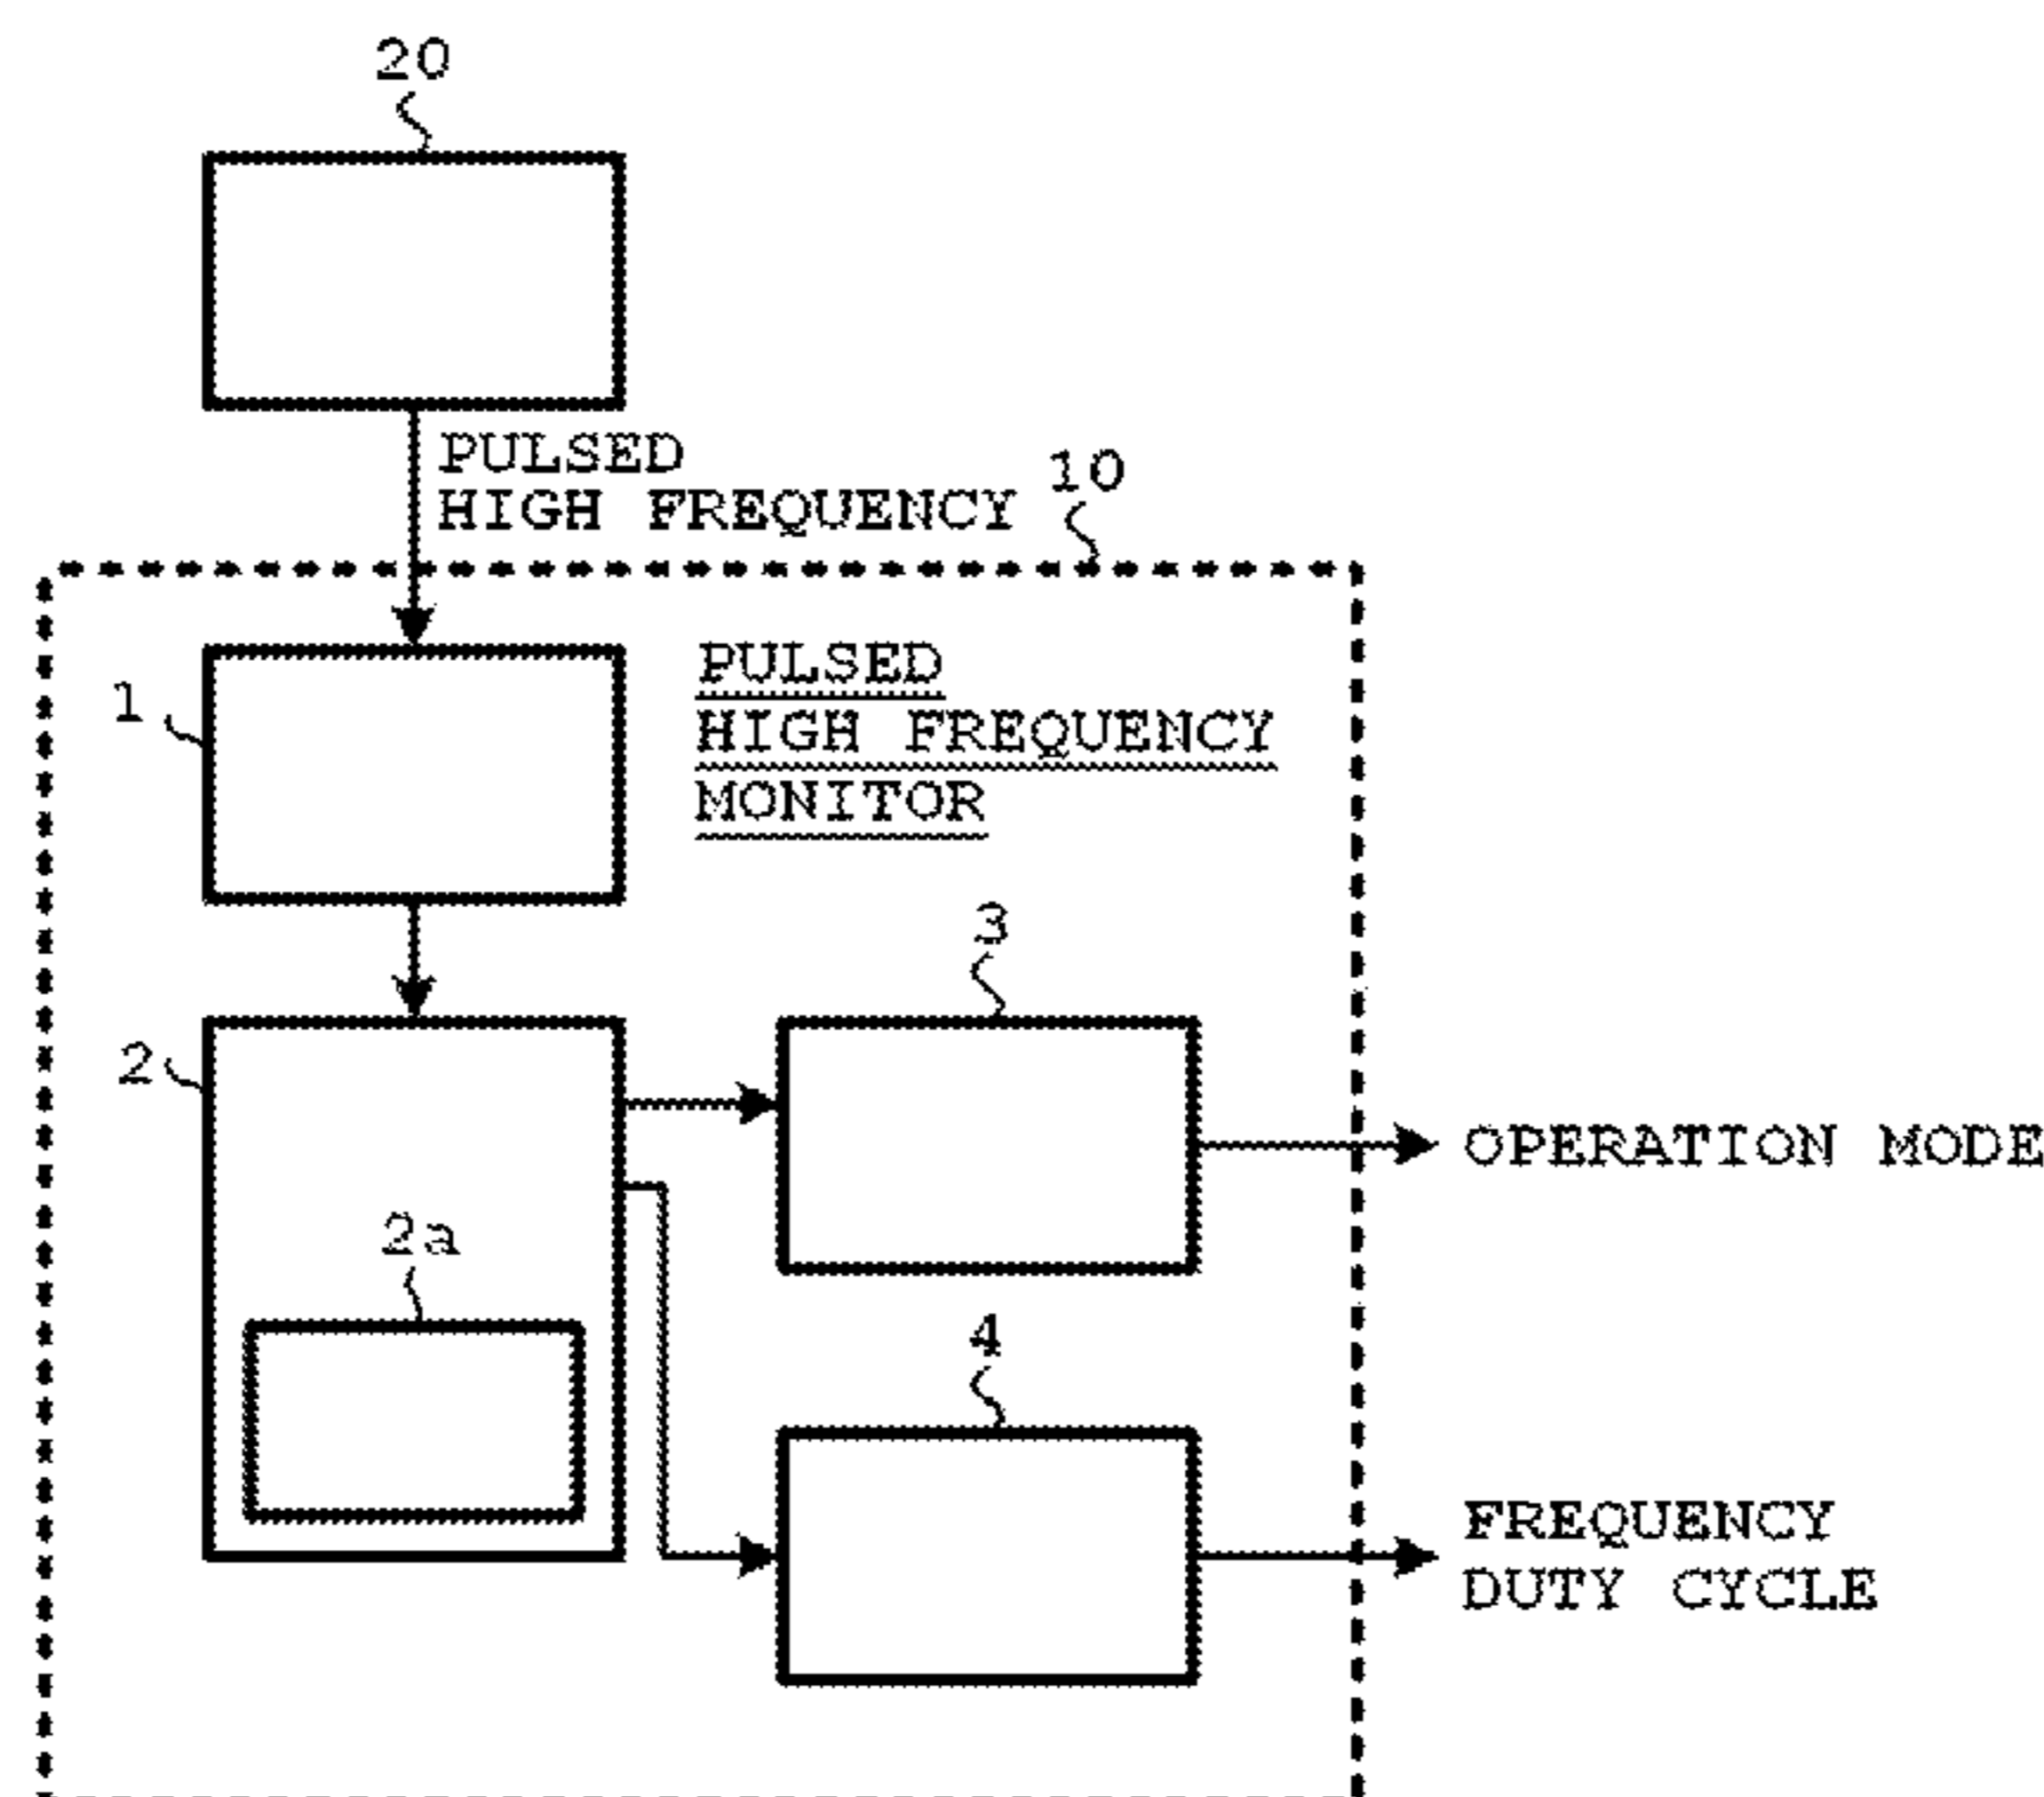 20
PULSED
HIGH FREQUENCY
10
1
PULSED
HIGH FREQUENCY
MONITOR
3
2
OPERATION MODE
2a
4
FREQUENCY
DUTY CYCLE